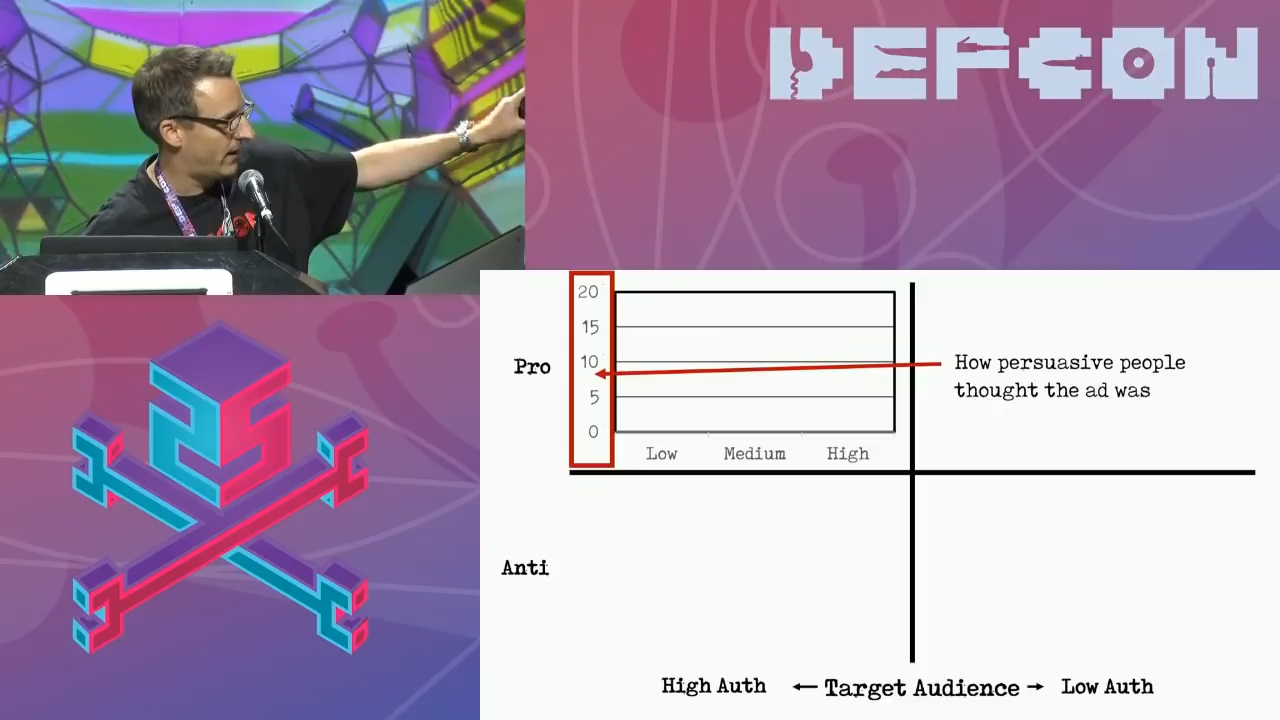 DEFCON
20
15
10
5
0
Pro
Low Medium High
How persuasive people
thought the ad was
Anti
High Auth ← Target Audience → Low Auth